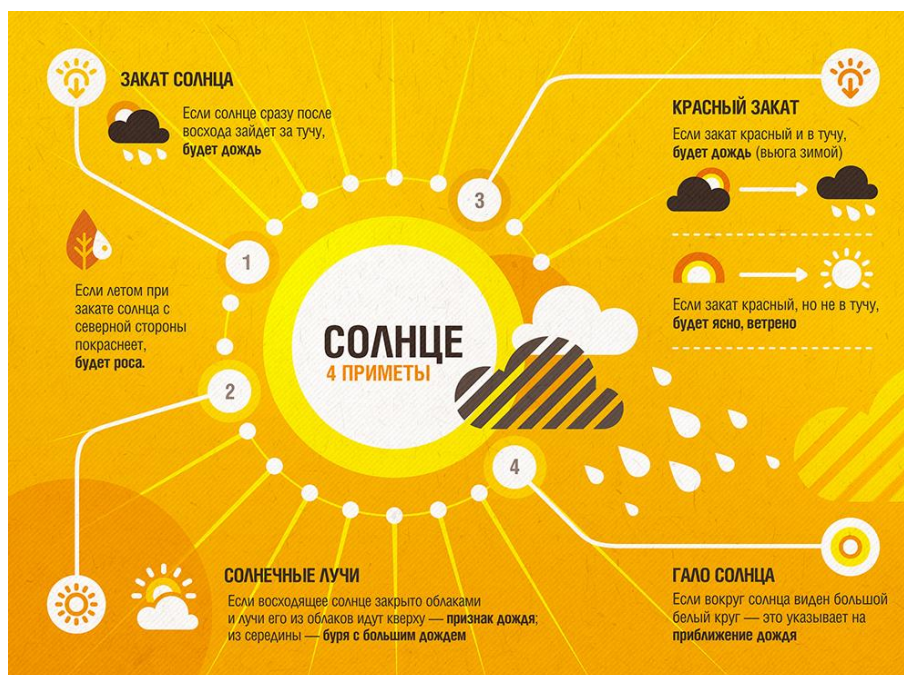 ЗАКАТ СОЛНЦА
Если солнце сразу после
восхода зайдет за тучу,
будет дождь
Если летом при
закате солнца с
северной стороны
покраснеет,
будет роса.
1
2
СОЛНЦЕ
4 ПРИМЕТЫ
3
4
КРАСНЫЙ ЗАКАТ
Если закат красный и в тучу,
будет дождь (вьюга зимой)
Если закат красный, но не в тучу,
будет ясно, ветрено
СОЛНЕЧНЫЕ ЛУЧИ
Если восходящее солнце закрыто облаками
и лучи его из облаков идут кверху — признак дождя;
из середины — буря с большим дождем
ГАЛО СОЛНЦА
Если вокруг солнца виден большой
белый круг — это указывает на
приближение дождя